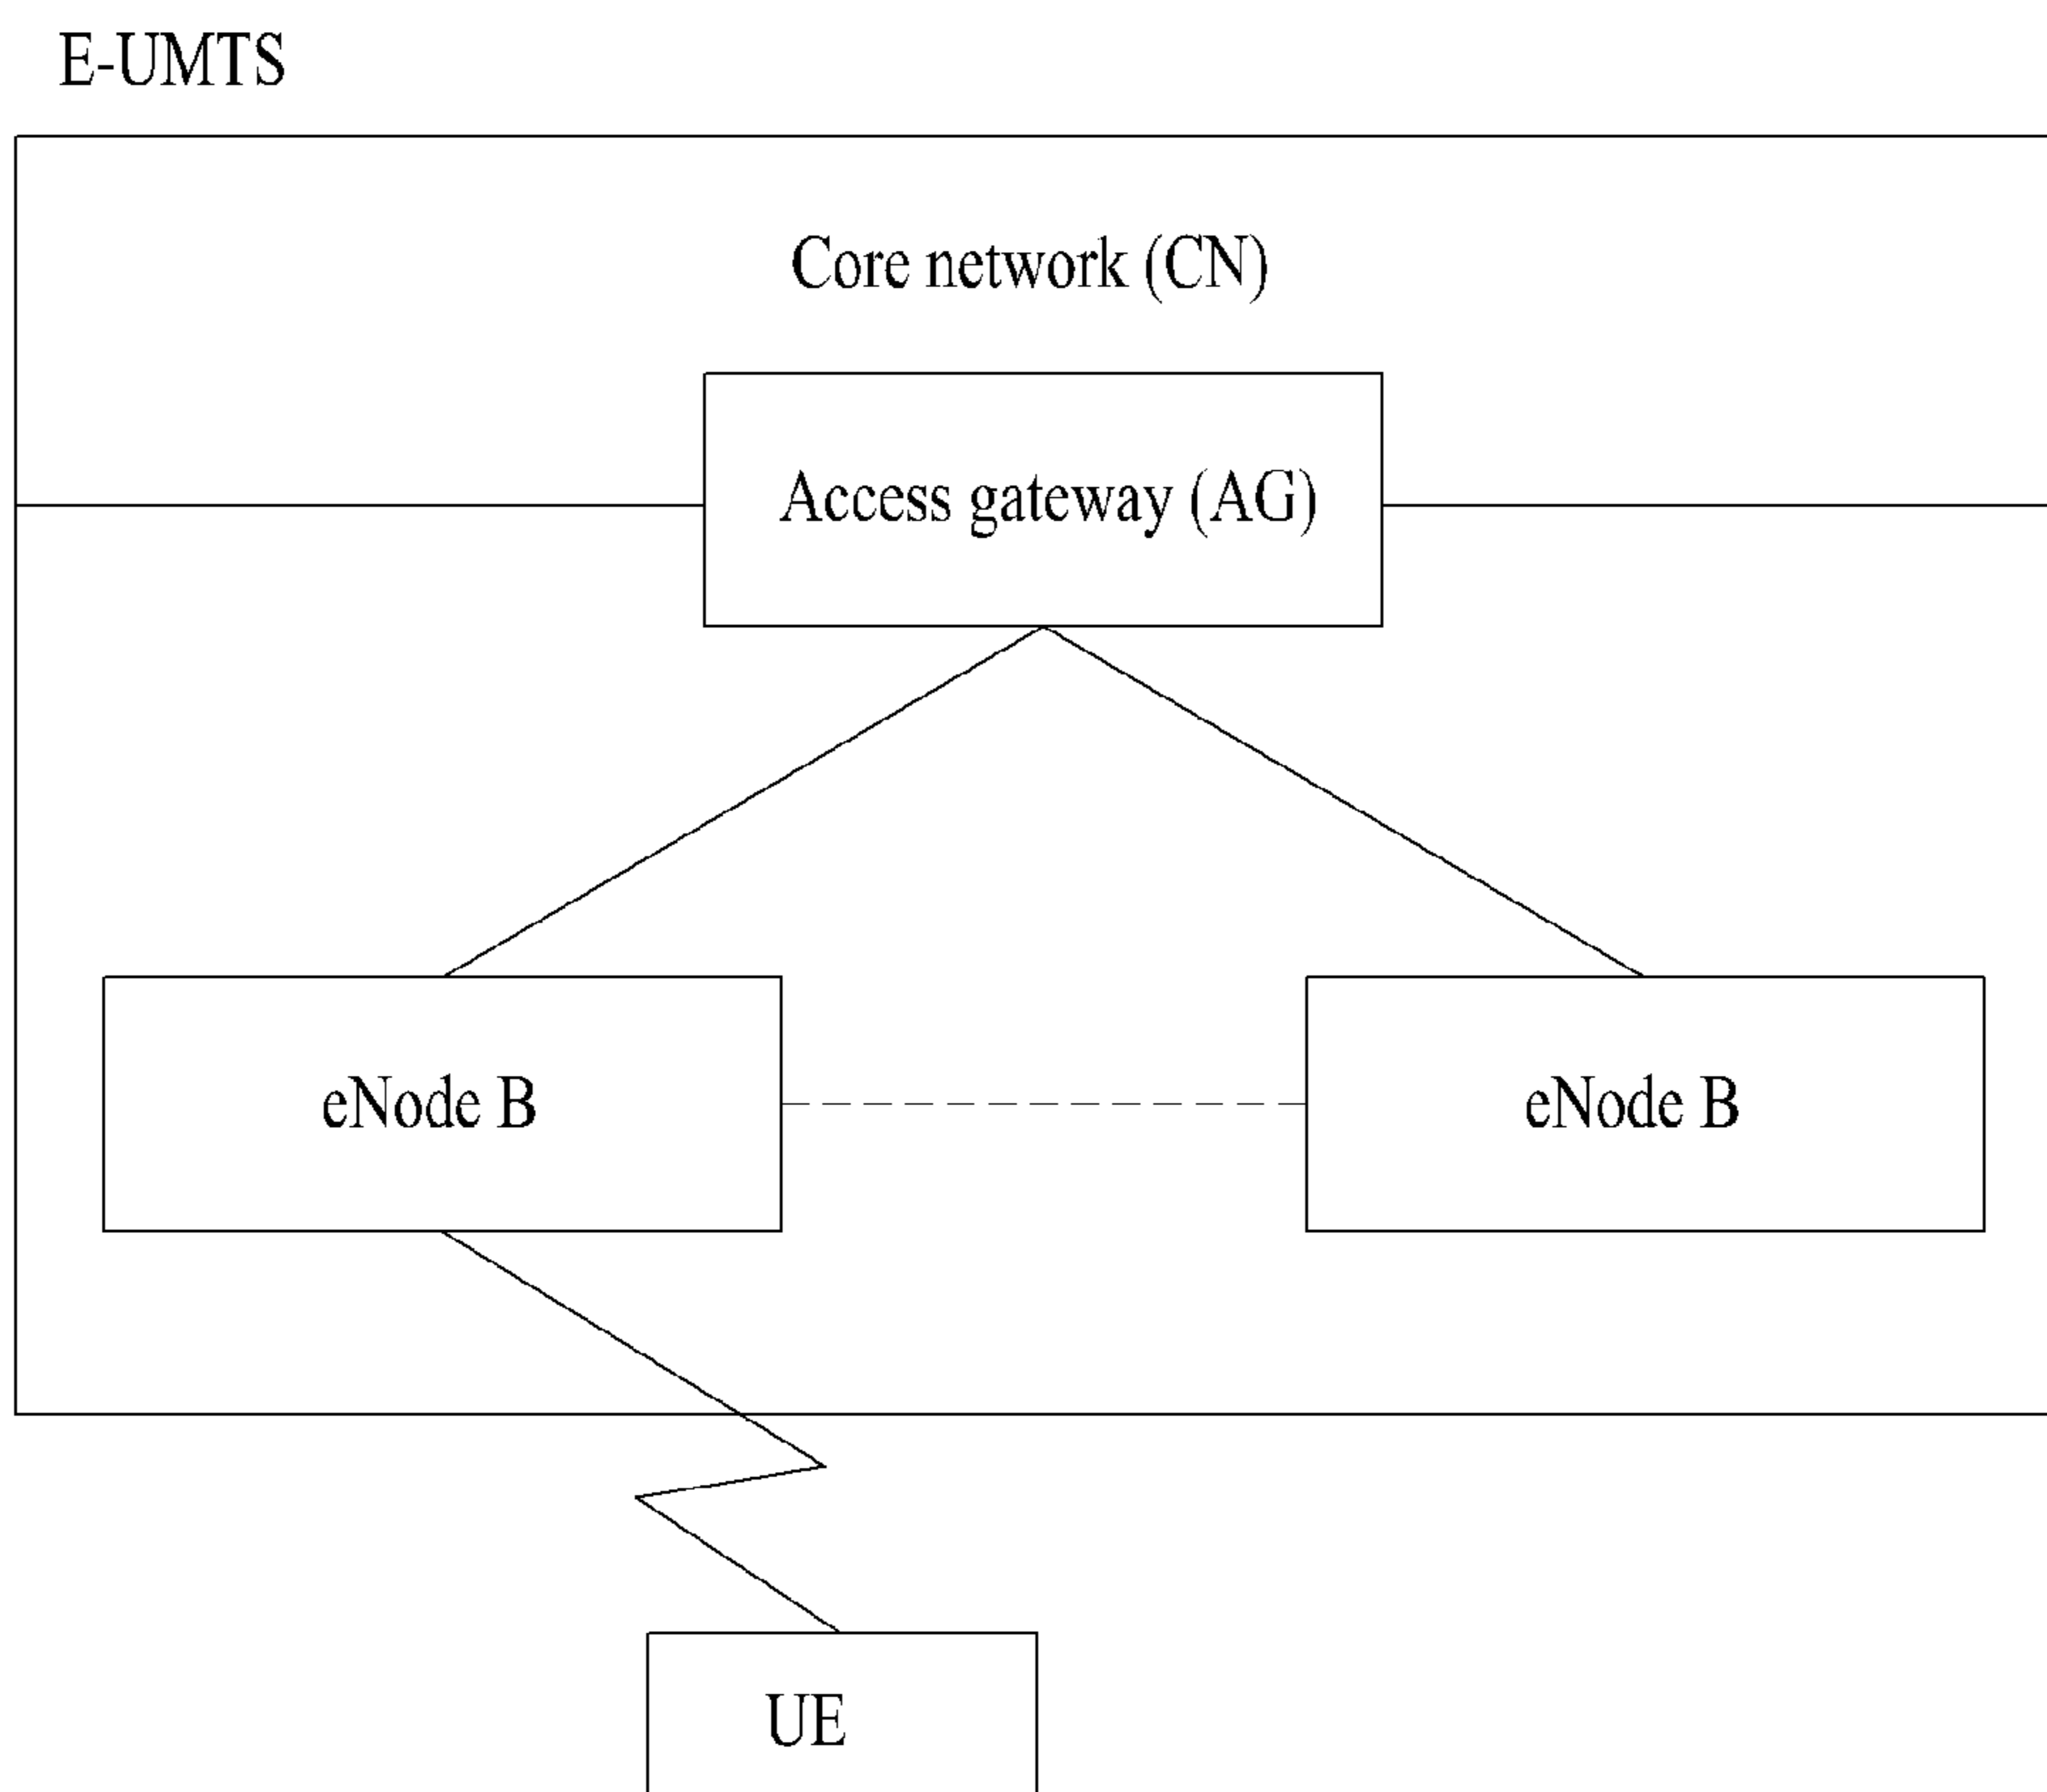 E-UMTS
Core network (CN)
Access gateway (AG)
eNode B
eNode B
UE